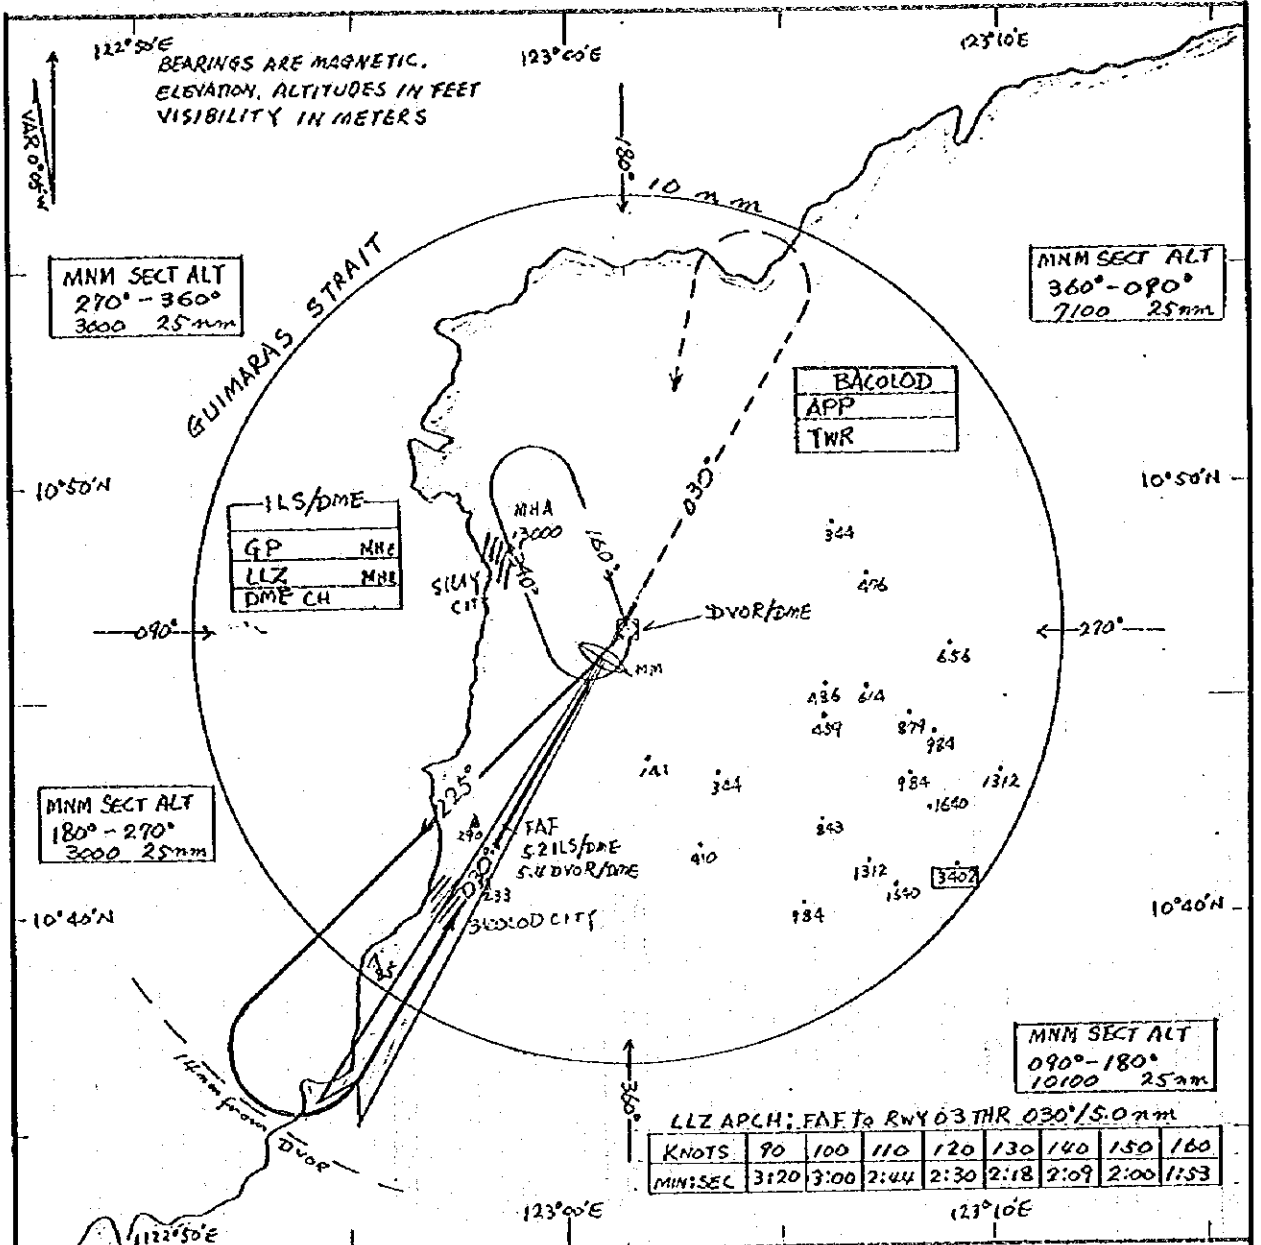 122°50'E
123°00'E
123°10'E
BEARINGS ARE MAGNETIC.
ELEVATION, ALTITUDES IN FEET
VISIBILITY IN METERS
VAR 0°05'W
180°
10 nm
MNM SECT ALT
270° - 360°
3000 25nm
GUIMARAS STRAIT
MNM SECT ALT
360° - 090°
7100 25nm
BACOLOD
APP
TWR
10°50'N
10°50'N
030°
ILS/DME
GP MHz
LLZ MHz
DME CH
MHA
3000
160°
340°
SILAY
CITY
344
476
DVOR/DME
090°
270°
656
MM
436
614
459
879
984
141
344
984
1312
1640
MNM SECT ALT
180° - 270°
3000 25nm
225°
290
FAF
5.2 ILS/DME
5.4 DVOR/DME
843
410
1312
3402
030°
233
984
10°40'N
10°40'N
MNM SECT ALT
090° - 180°
10100 25nm
14nm from DVOR
360°
LLZ APCH; FAF to RWY 03 THR 030°/5.0nm
KNOTS 90 100 110 120 130 140 150 160
MIN:SEC 3:20 3:00 2:44 2:30 2:18 2:09 2:00 1:53
122°50'E
123°00'E
123°10'E